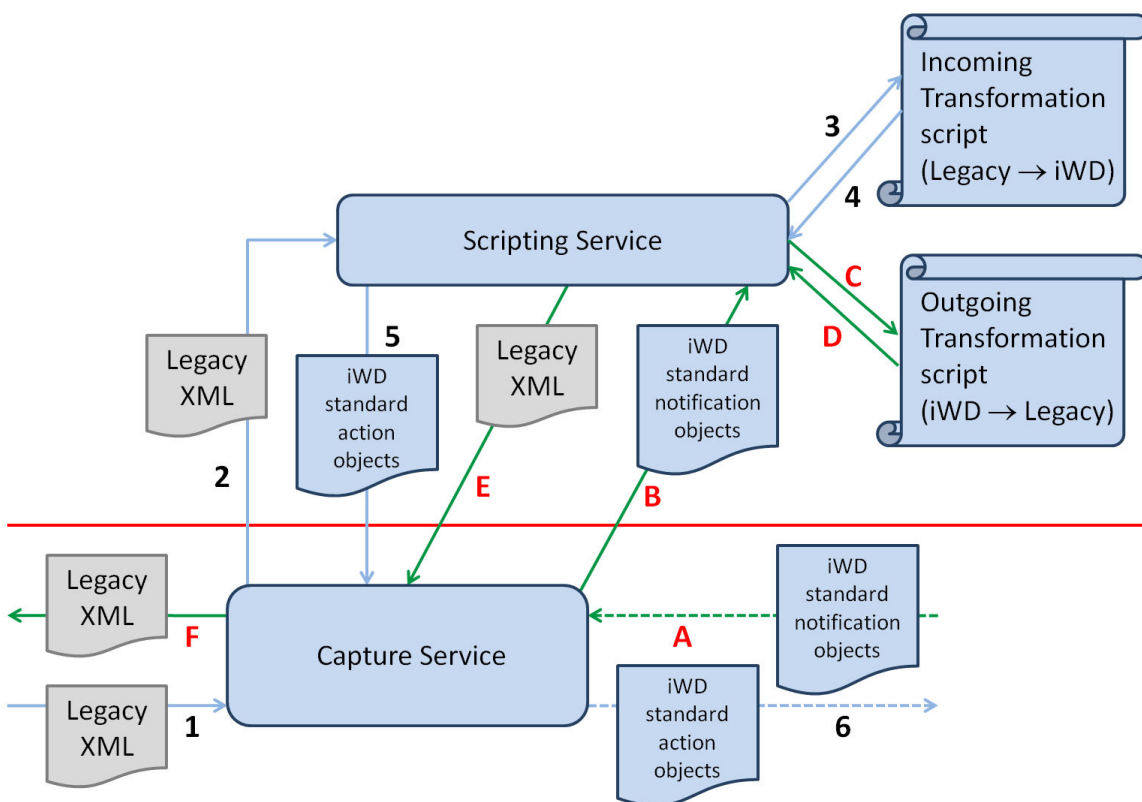 Incoming
Transformation
script
(Legacy → iWD)
3
4
Scripting Service
C
D
Outgoing
Transformation
script
(iWD → Legacy)
Legacy
XML
2
5
iWD
standard
action
objects
Legacy
XML
E
iWD
standard
notification
objects
B
Legacy
XML
F
Capture Service
A
iWD
standard
notification
objects
Legacy
XML
1
iWD
standard
action
objects
6